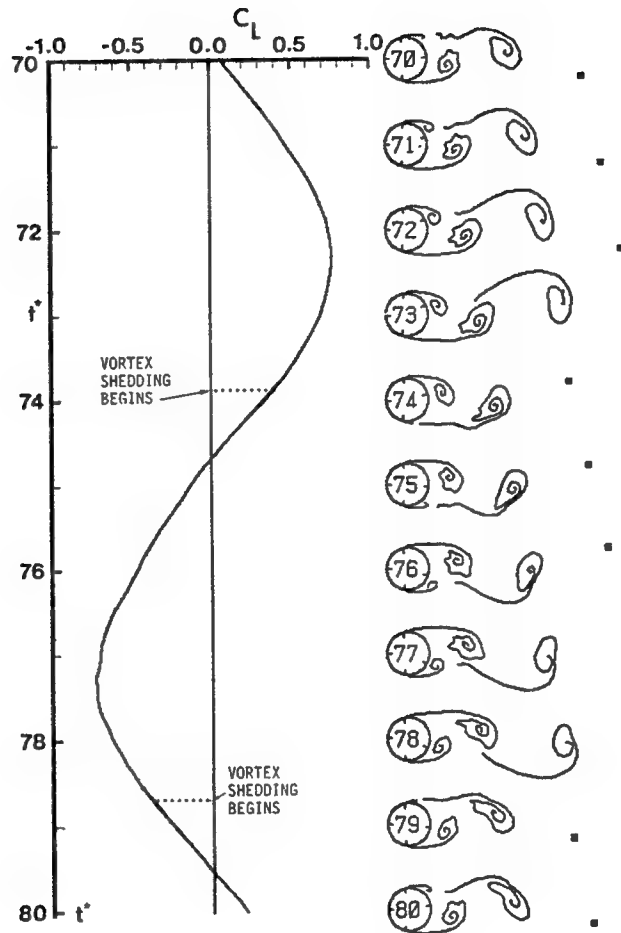 C_L
-1.0 -0.5 0.0 0.5 1.0
70
72
t*
74
76
78
80 t*
VORTEX
SHEDDING
BEGINS
VORTEX
SHEDDING
BEGINS
70
71
72
73
74
75
76
77
78
79
80